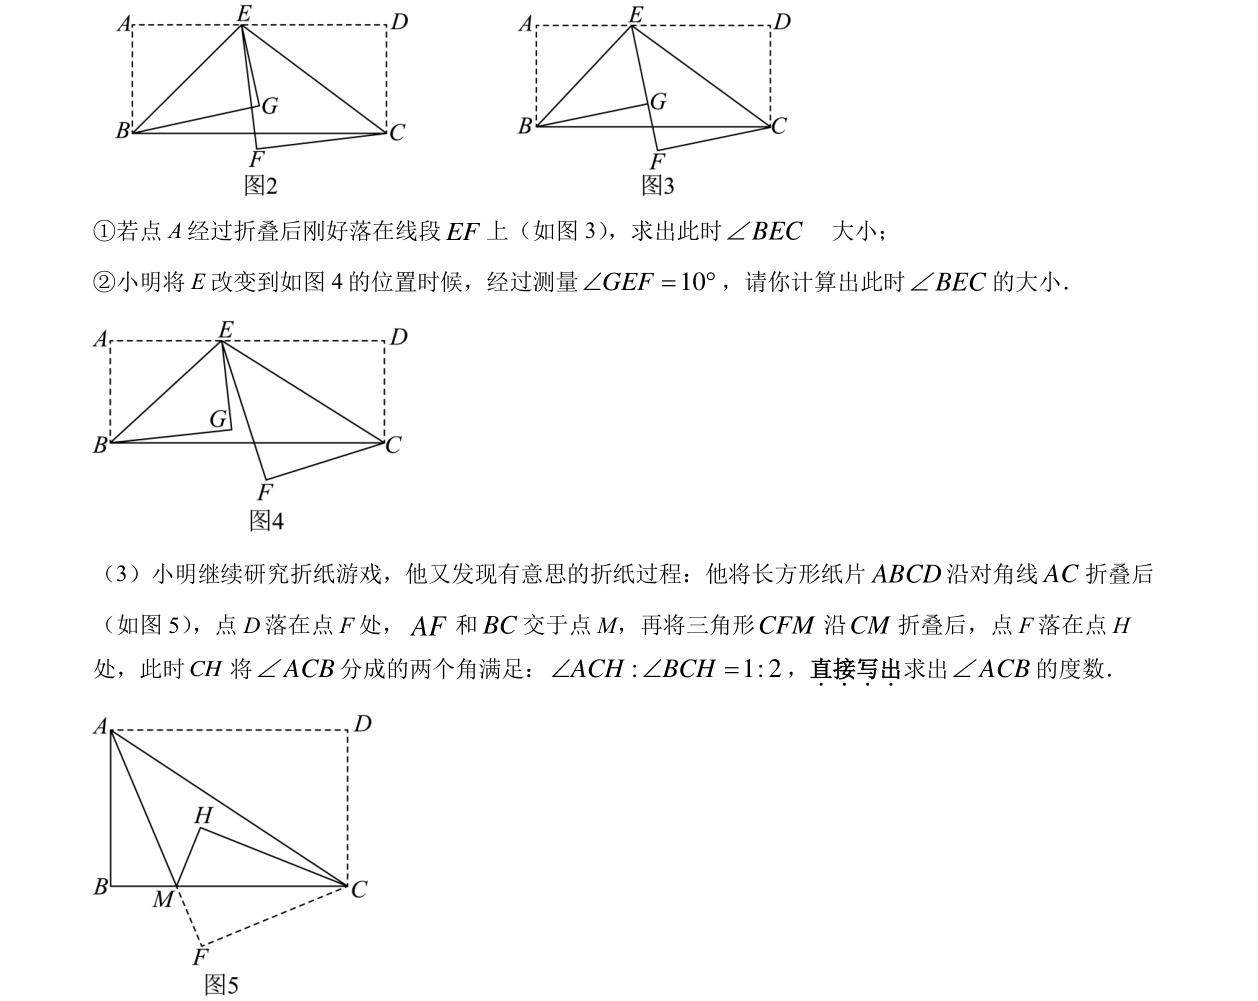 A E D A E D
G G
B C B C
F F
图2 图3
①若点 A 经过折叠后刚好落在线段 EF 上（如图 3），求出此时∠BEC 大小；
②小明将 E 改变到如图 4 的位置时候，经过测量∠GEF=10°，请你计算出此时∠BEC 的大小．
A E D
G
B C
F
图4
（3）小明继续研究折纸游戏，他又发现有意思的折纸过程：他将长方形纸片 ABCD 沿对角线 AC 折叠后
（如图 5），点 D 落在点 F 处， AF 和 BC 交于点 M，再将三角形 CFM 沿 CM 折叠后，点 F 落在点 H
处，此时 CH 将∠ACB 分成的两个角满足：∠ACH:∠BCH=1:2，直接写出求出∠ACB 的度数．
A D
H
B M C
F
图5